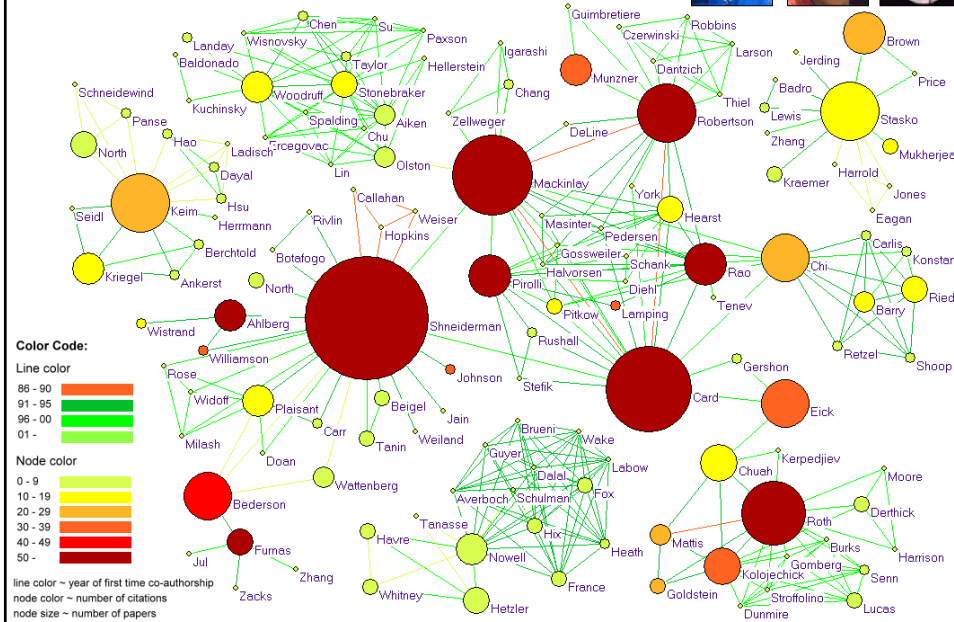 Chen
Su
Guimbretiere
Robbins
Brown
Landay
Wisnovsky
Paxson
Czerwinski
Larson
Jerding
Baldonado
Taylor
Hellerstein
Igarashi
Munzner
Dantzich
Badro
Price
Schneidewind
Kuchinsky
Woodruff
Stonebraker
Chang
Thiel
Lewis
Stasko
Panse
Spalding
Aiken
Zellweger
Robertson
Zhang
North
Hao
Ercegovac
Chu
DeLine
Mukherjea
Ladisch
Lin
Olston
Harrold
Dayal
Mackinlay
Kraemer
Jones
Keim
Hsu
Callahan
York
Hearst
Eagan
Seidl
Herrmann
Rivlin
Weiser
Masinter
Pedersen
Carlis
Berchtold
Botafogo
Hopkins
Gossweiler
Schank
Konstan
Kriegel
Ankerst
North
Pirolli
Halvorsen
Diehl
Rao
Chi
Ried
Wistrand
Ahlberg
Shneiderman
Pitkow
Lamping
Tenev
Barry
Williamson
Rushall
Retzel
Shoop
Rose
Johnson
Stefik
Card
Gershon
Widoff
Plaisant
Beigel
Jain
Eick
Milash
Carr
Tanin
Weiland
Brueni
Wake
Doan
Guyer
Labow
Kerpedjiev
Wattenberg
Dalal
Chuah
Moore
Averboch
Schulman
Fox
Bederson
Tanasse
Hix
Roth
Derthick
Havre
Nowell
Heath
Mattis
Burks
Harrison
Jul
Furnas
Zhang
France
Kolojechick
Gomberg
Senn
Zacks
Whitney
Hetzler
Goldstein
Stroffolino
Lucas
Dunmire
Color Code:
Line color
86 - 90
91 - 95
96 - 00
01 -
Node color
0 - 9
10 - 19
20 - 29
30 - 39
40 - 49
50 -
line color ~ year of first time co-authorship
node color ~ number of citations
node size ~ number of papers